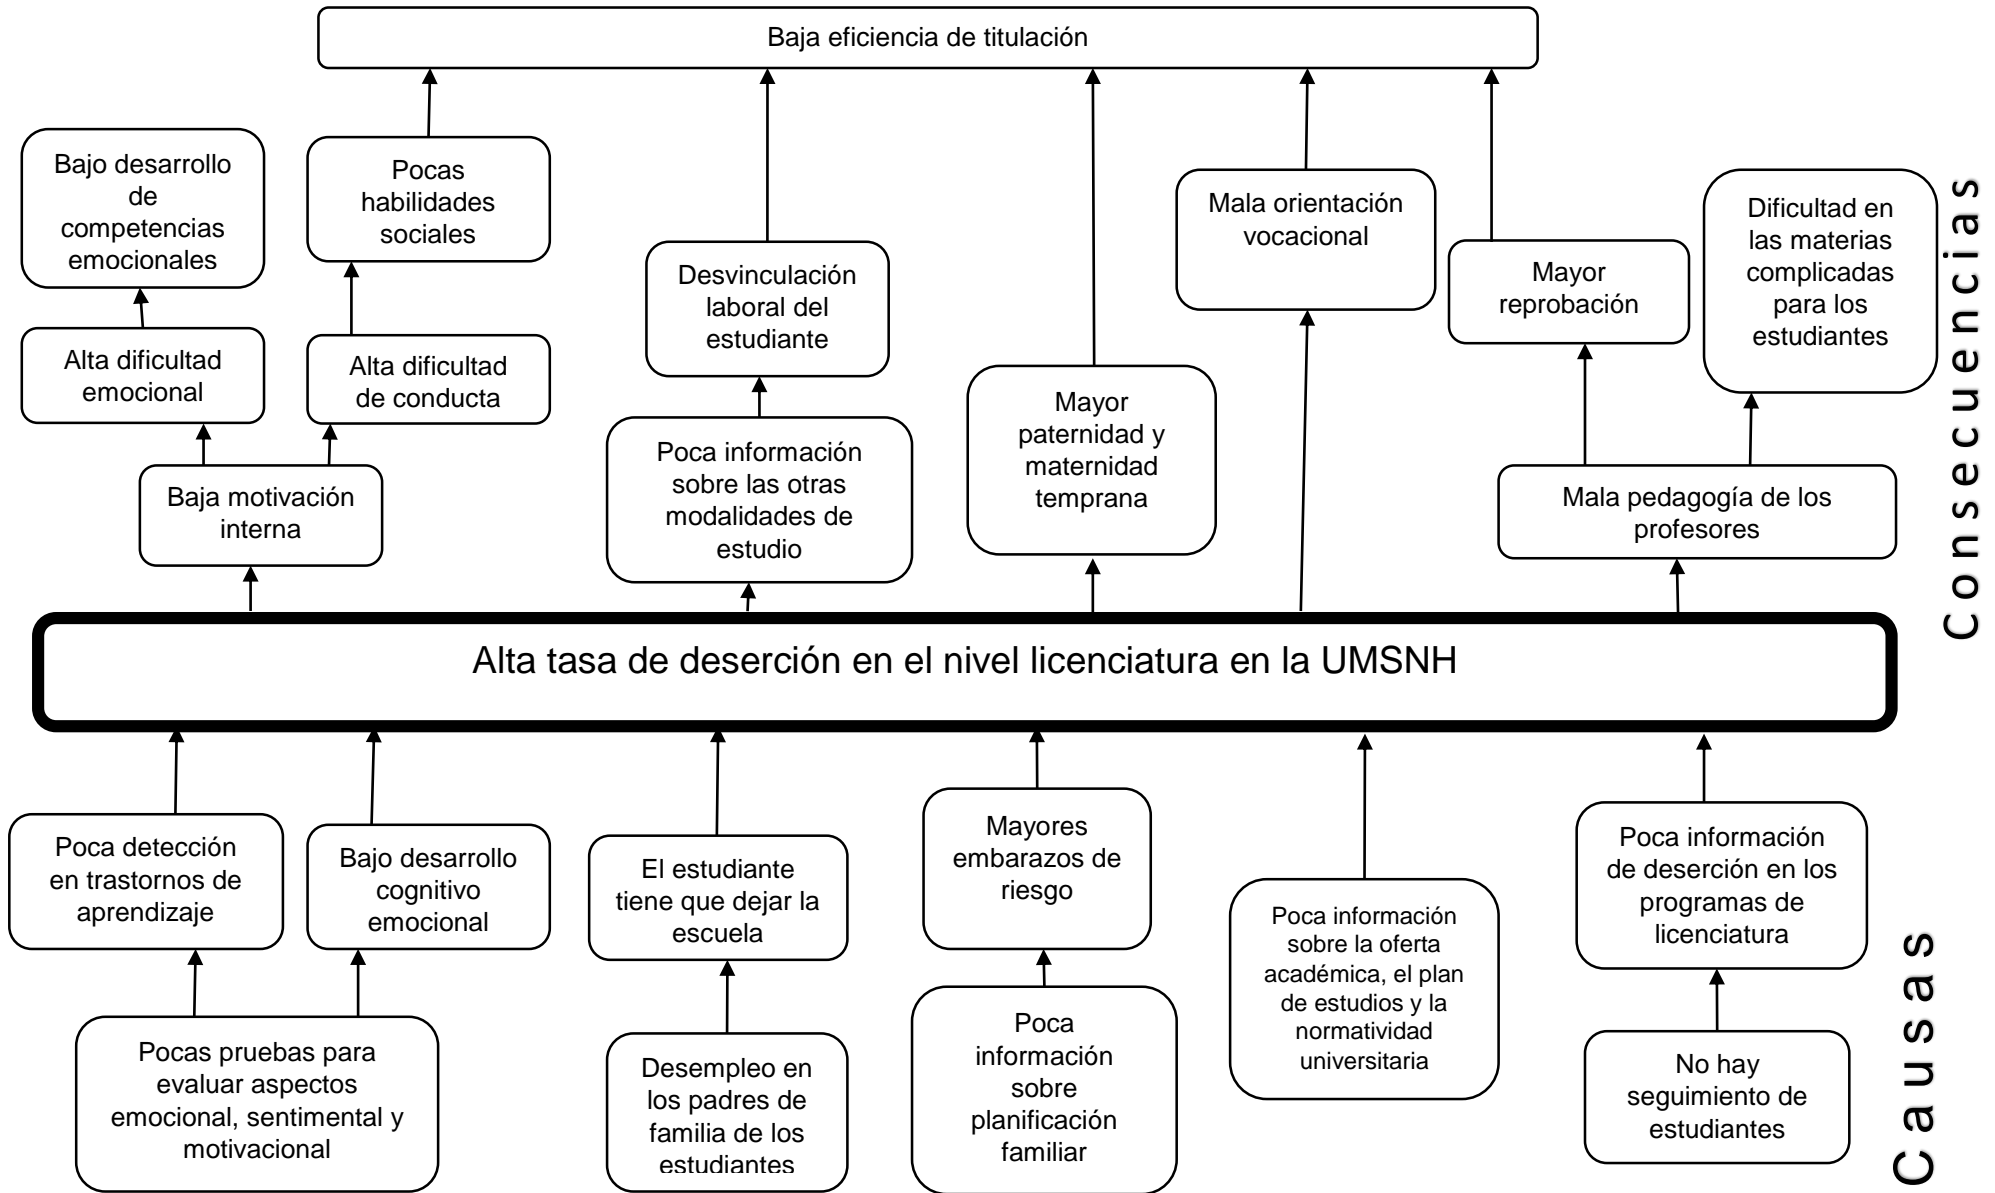 Baja eficiencia de titulación
Bajo desarrollo
de
competencias
emocionales
Pocas
habilidades
sociales
Desvinculación
laboral del
estudiante
Mala orientación
vocacional
Mayor
reprobación
Dificultad en
las materias
complicadas
para los
estudiantes
Alta dificultad
emocional
Alta dificultad
de conducta
Poca información
sobre las otras
modalidades de
estudio
Mayor
paternidad y
maternidad
temprana
Baja motivación
interna
Mala pedagogía de los
profesores
Consecuencias
Alta tasa de deserción en el nivel licenciatura en la UMSNH
Poca detección
en trastornos de
aprendizaje
Bajo desarrollo
cognitivo
emocional
El estudiante
tiene que dejar la
escuela
Mayores
embarazos de
riesgo
Poca información
sobre la oferta
académica, el plan
de estudios y la
normatividad
universitaria
Poca información
de deserción en los
programas de
licenciatura
Pocas pruebas para
evaluar aspectos
emocional, sentimental y
motivacional
Desempleo en
los padres de
familia de los
estudiantes
Poca
información
sobre
planificación
familiar
No hay
seguimiento de
estudiantes
Causas